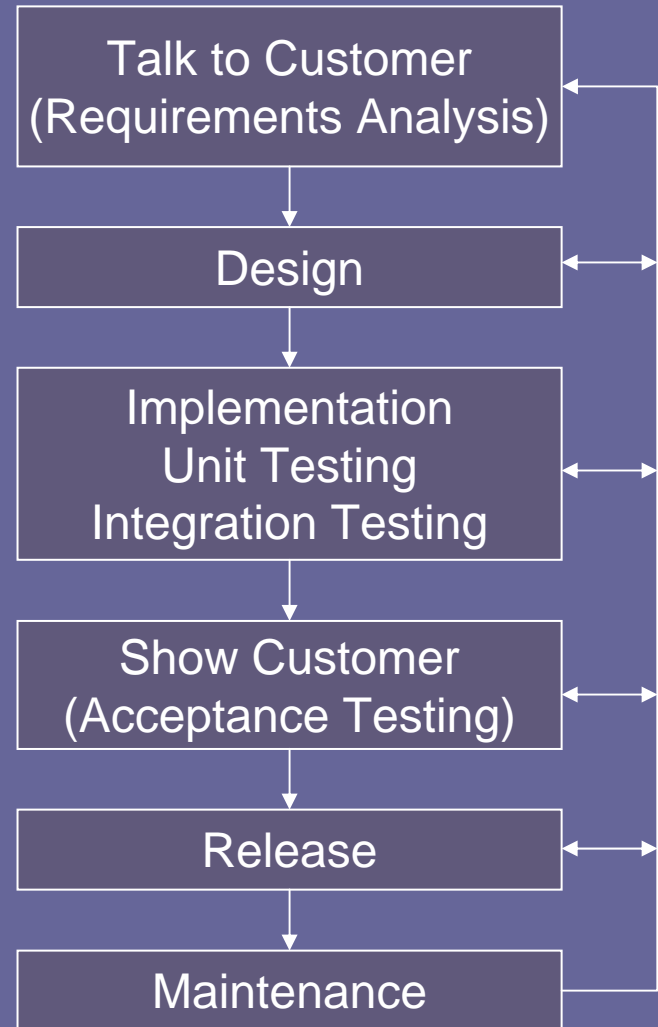 Talk to Customer
(Requirements Analysis)
Design
Implementation
Unit Testing
Integration Testing
Show Customer
(Acceptance Testing)
Release
Maintenance